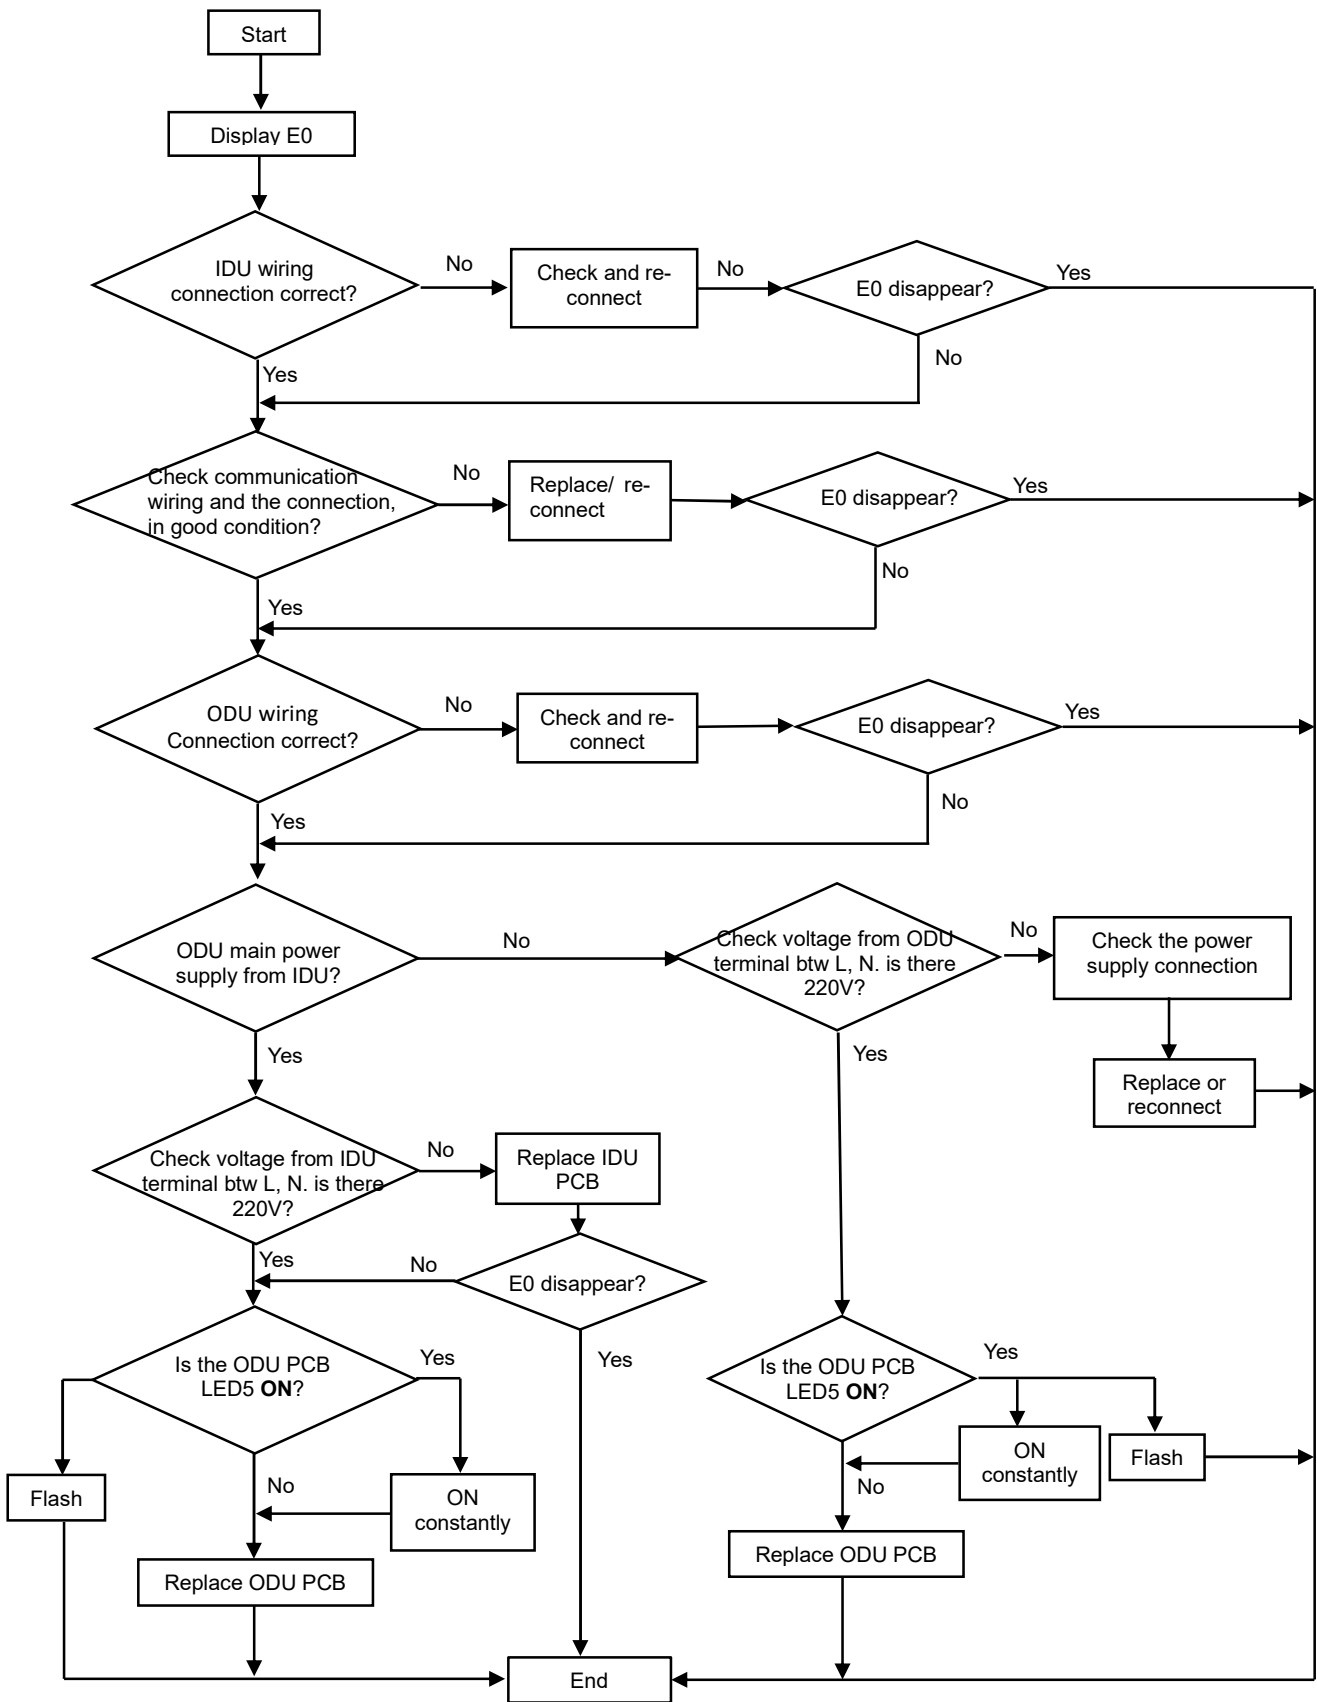 Start
Display E0
IDU wiring
connection correct?
No
Check and re-
connect
No
E0 disappear?
Yes
No
Yes
Check communication
wiring and the connection,
in good condition?
No
Replace/ re-
connect
E0 disappear?
Yes
No
Yes
ODU wiring
Connection correct?
No
Check and re-
connect
E0 disappear?
Yes
No
Yes
ODU main power
supply from IDU?
No
Check voltage from ODU
terminal btw L, N. is there
220V?
No
Check the power
supply connection
Yes
Yes
Replace or
reconnect
Check voltage from IDU
terminal btw L, N. is there
220V?
No
Replace IDU
PCB
Yes
No
E0 disappear?
Yes
Is the ODU PCB
LED5 ON?
Yes
Is the ODU PCB
LED5 ON?
Yes
Flash
No
ON
constantly
No
ON
constantly
Flash
Replace ODU PCB
Replace ODU PCB
End